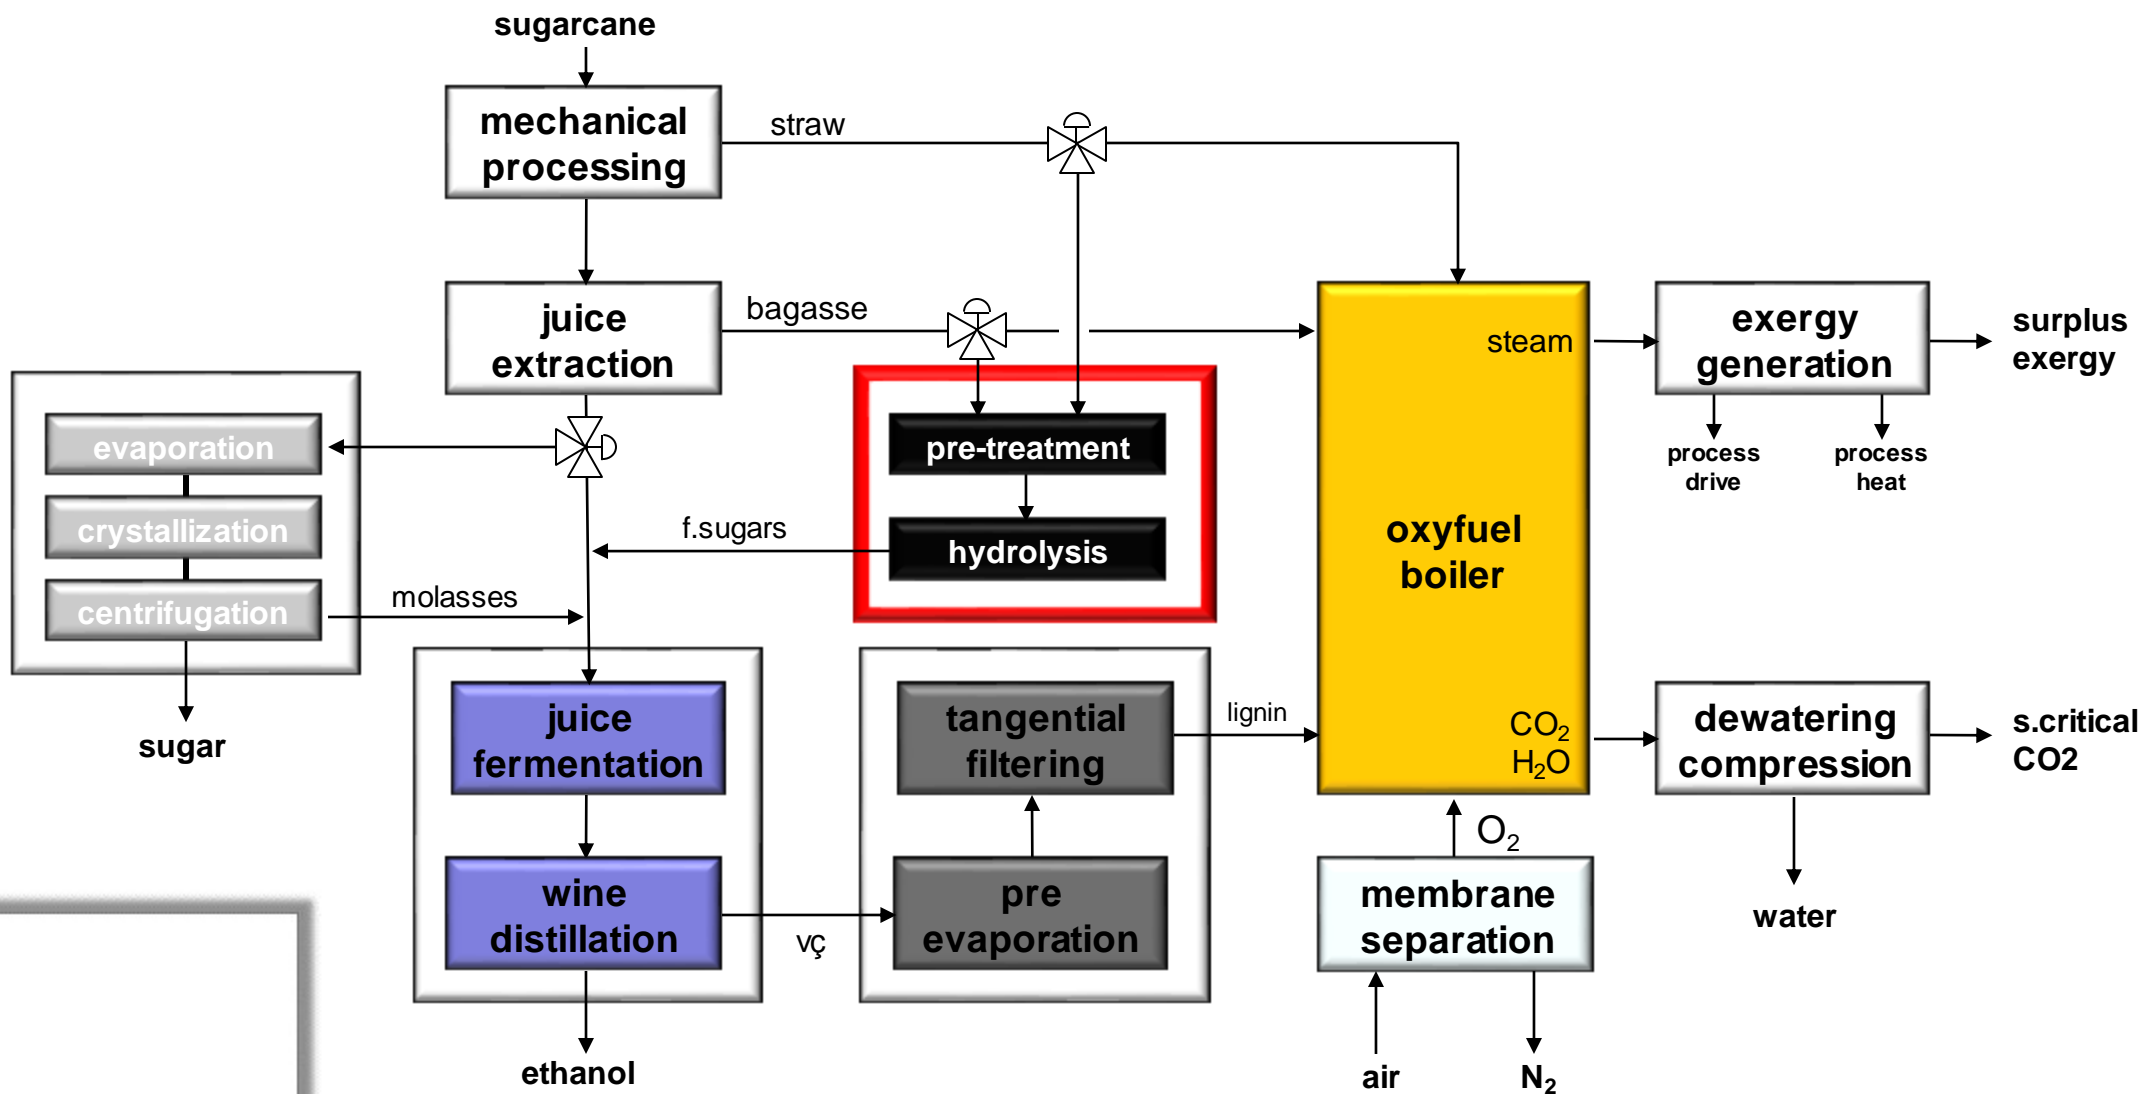 sugarcane
mechanical
processing
straw
juice
extraction
bagasse
steam
exergy
generation
surplus
exergy
process
drive
process
heat
evaporation
crystallization
centrifugation
molasses
sugar
f.sugars
pre-treatment
hydrolysis
oxyfuel
boiler
juice
fermentation
wine
distillation
vç
ethanol
tangential
filtering
pre
evaporation
lignin
CO₂
H₂O
dewatering
compression
s.critical
CO2
water
O₂
membrane
separation
air
N₂